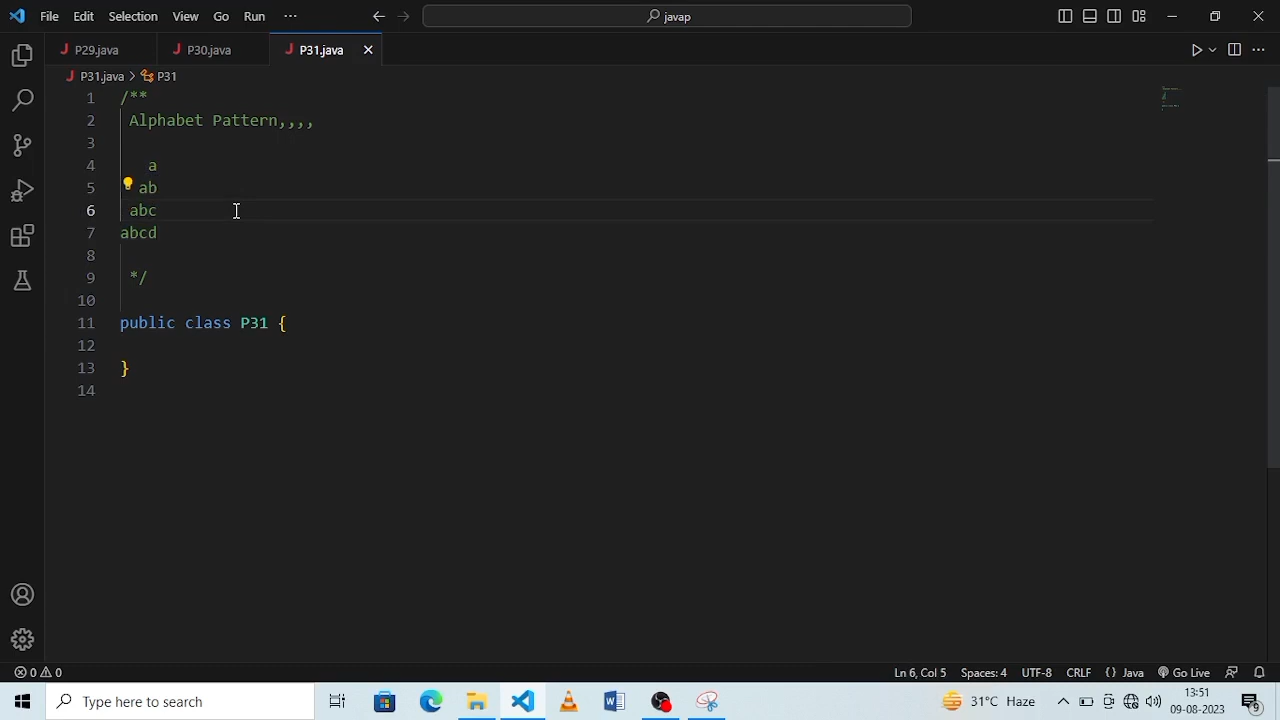 File Edit Selection View Go Run ··· javap
P29.java P30.java P31.java
P31.java > P31
1 /**
2 Alphabet Pattern,,,,
3
4 a
5 ab
6 abc
7 abcd
8
9 */
10
11 public class P31 {
12
13 }
14
0 0 Ln 6, Col 5 Spaces: 4 UTF-8 CRLF {} Java Go Live
Type here to search 31°C Haze 13:51
09-08-2023 9